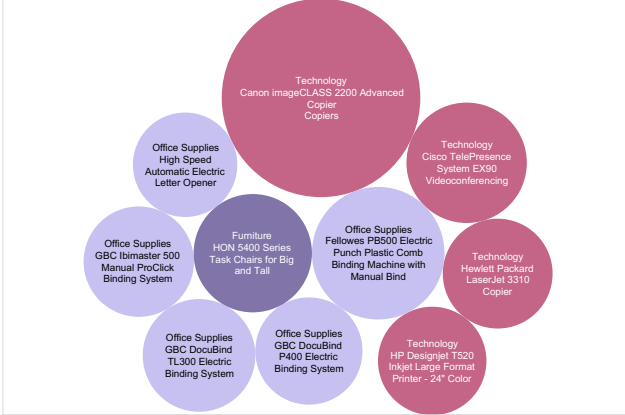 Technology
Canon imageCLASS 2200 Advanced
Copier
Copiers
Office Supplies
High Speed
Automatic Electric
Letter Opener
Technology
Cisco TelePresence
System EX90
Videoconferencing
Office Supplies
GBC Ibimaster 500
Manual ProClick
Binding System
Furniture
HON 5400 Series
Task Chairs for Big
and Tall
Office Supplies
Fellowes PB500 Electric
Punch Plastic Comb
Binding Machine with
Manual Bind
Technology
Hewlett Packard
LaserJet 3310
Copier
Office Supplies
GBC DocuBind
TL300 Electric
Binding System
Office Supplies
GBC DocuBind
P400 Electric
Binding System
Technology
HP Designjet T520
Inkjet Large Format
Printer - 24" Color